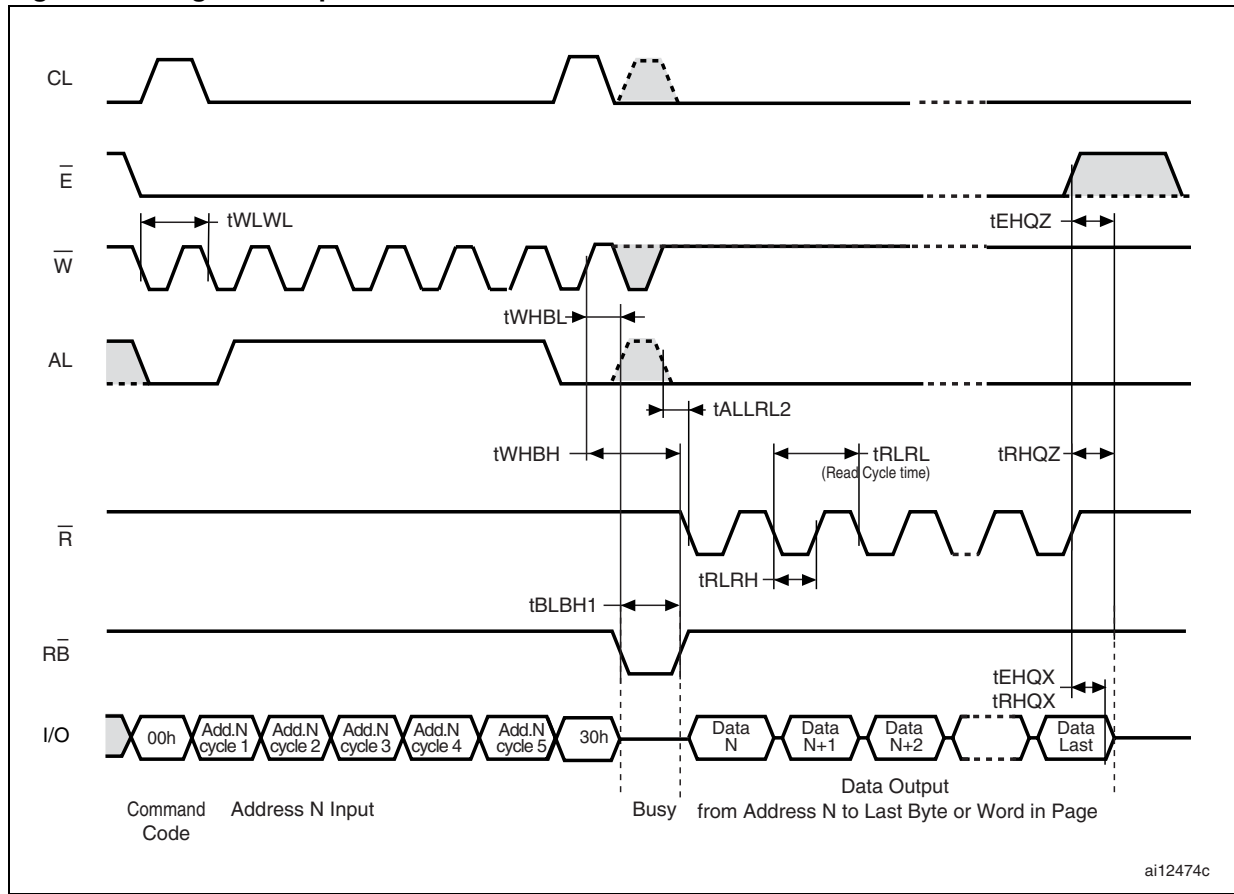 CL
E
tWLWL
tEHQZ
W
tWHBL
AL
tALLRL2
tWHBH
tRLRL
(Read Cycle time)
tRHQZ
R
tRLRH
tBLBH1
RB
tEHQX
tRHQX
I/O
00h
Add.N cycle 1
Add.N cycle 2
Add.N cycle 3
Add.N cycle 4
Add.N cycle 5
30h
Data N
Data N+1
Data N+2
Data Last
Command Code
Address N Input
Busy
Data Output
from Address N to Last Byte or Word in Page
ai12474c